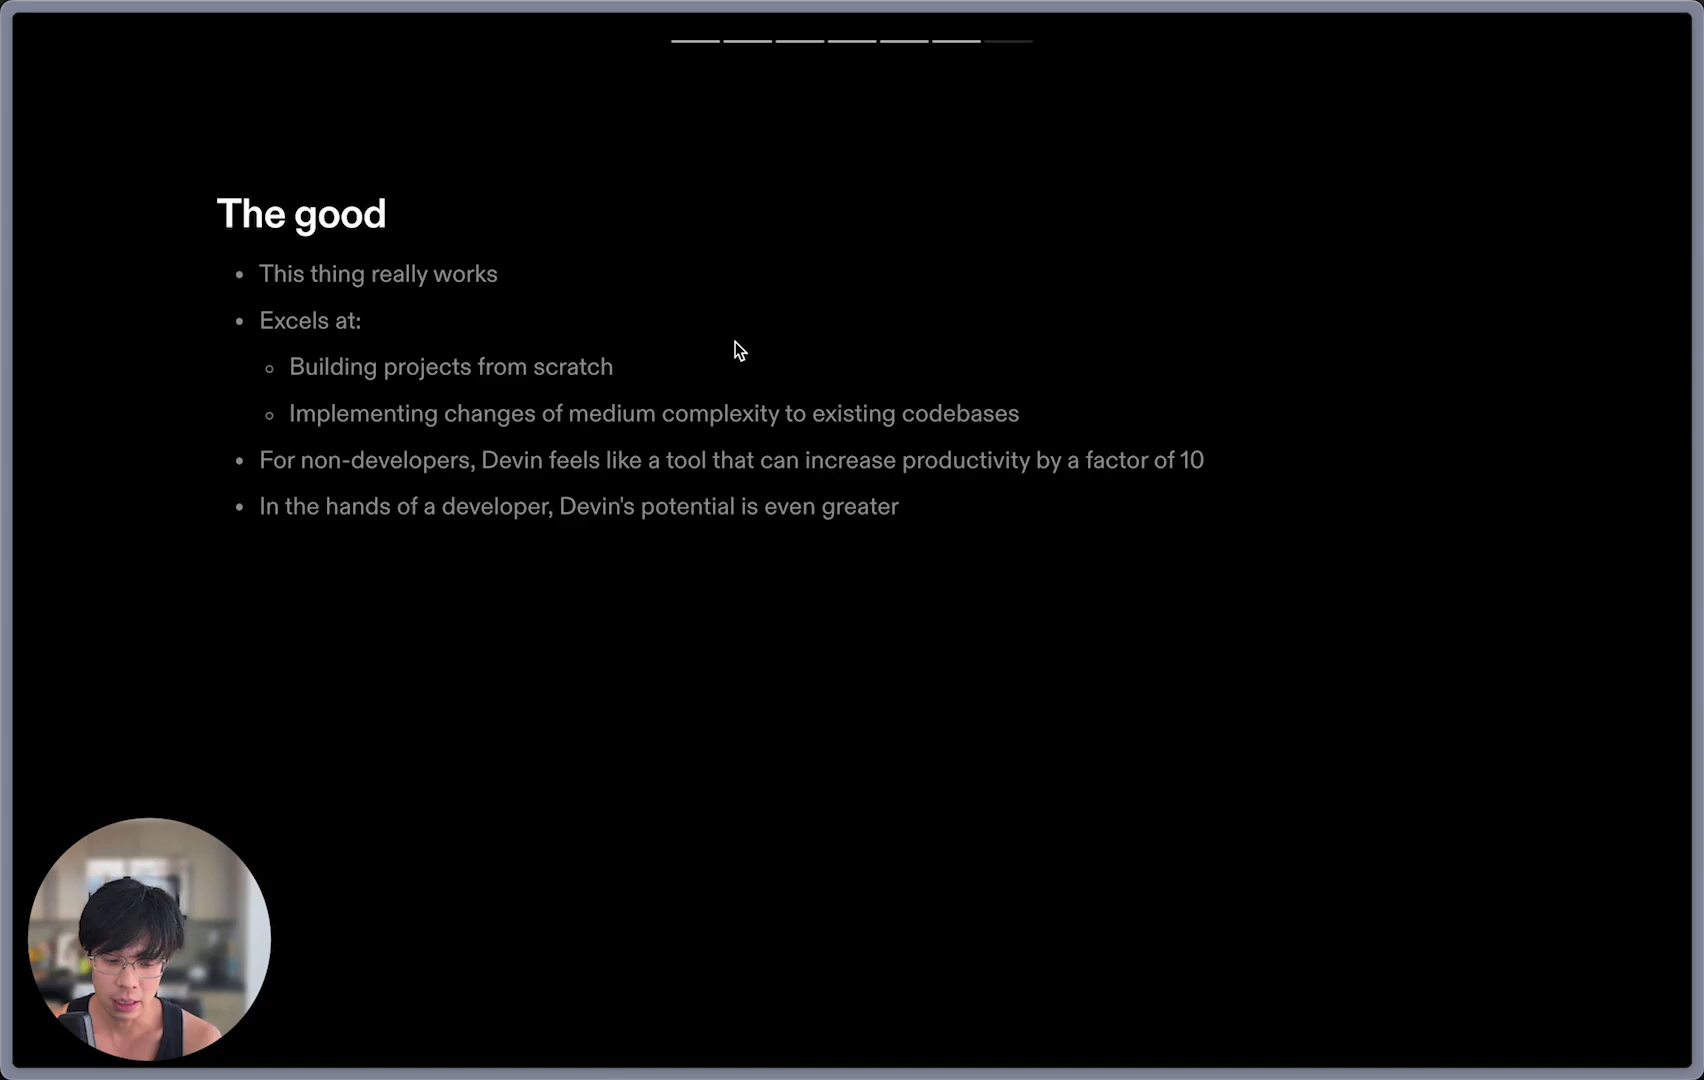 The good
• This thing really works
• Excels at:
◦ Building projects from scratch
◦ Implementing changes of medium complexity to existing codebases
• For non-developers, Devin feels like a tool that can increase productivity by a factor of 10
• In the hands of a developer, Devin's potential is even greater